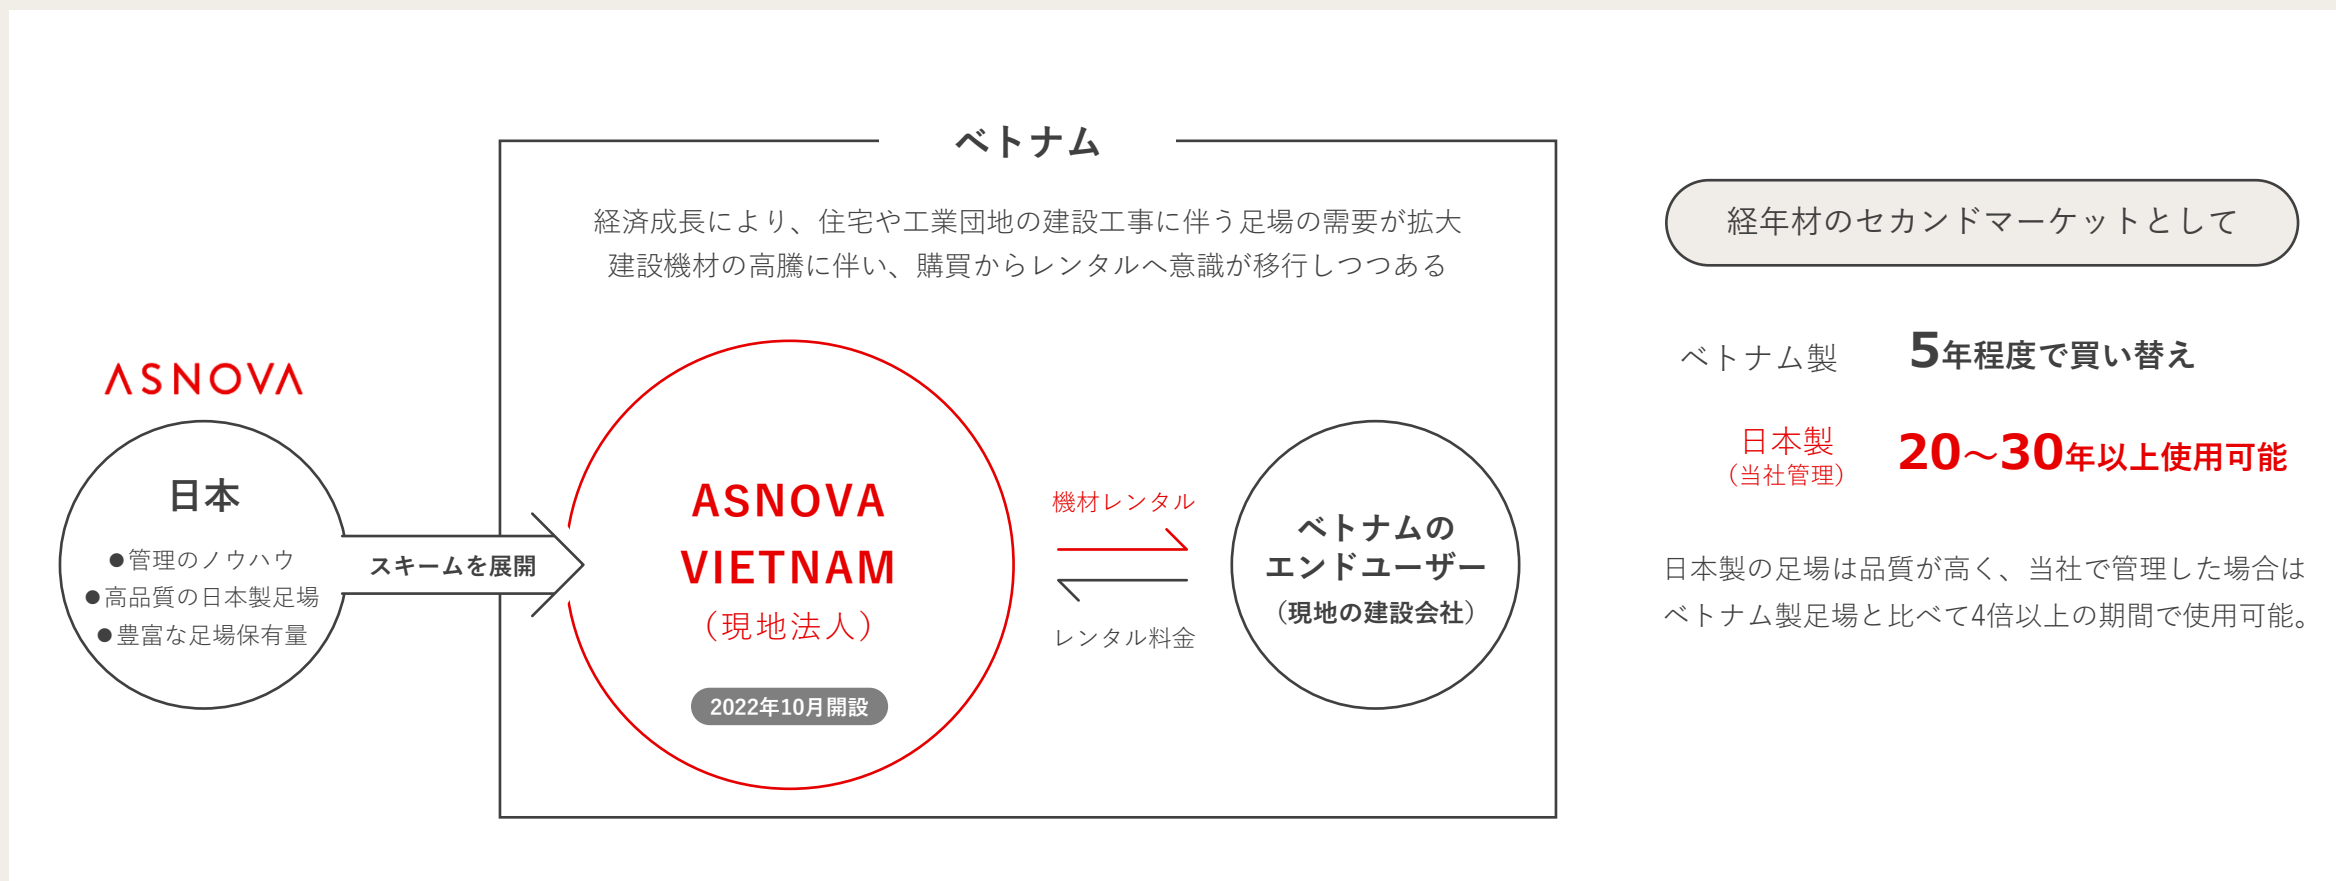 ASNOVA
日本
●管理のノウハウ
●高品質の日本製足場
●豊富な足場保有量
スキームを展開
ベトナム
経済成長により、住宅や工業団地の建設工事に伴う足場の需要が拡大
建設機材の高騰に伴い、購買からレンタルへ意識が移行しつつある
ASNOVA
VIETNAM
（現地法人）
2022年10月開設
機材レンタル
レンタル料金
ベトナムの
エンドユーザー
（現地の建設会社）
経年材のセカンドマーケットとして
ベトナム製 5年程度で買い替え
日本製 20～30年以上使用可能
（当社管理）
日本製の足場は品質が高く、当社で管理した場合は
ベトナム製足場と比べて4倍以上の期間で使用可能。